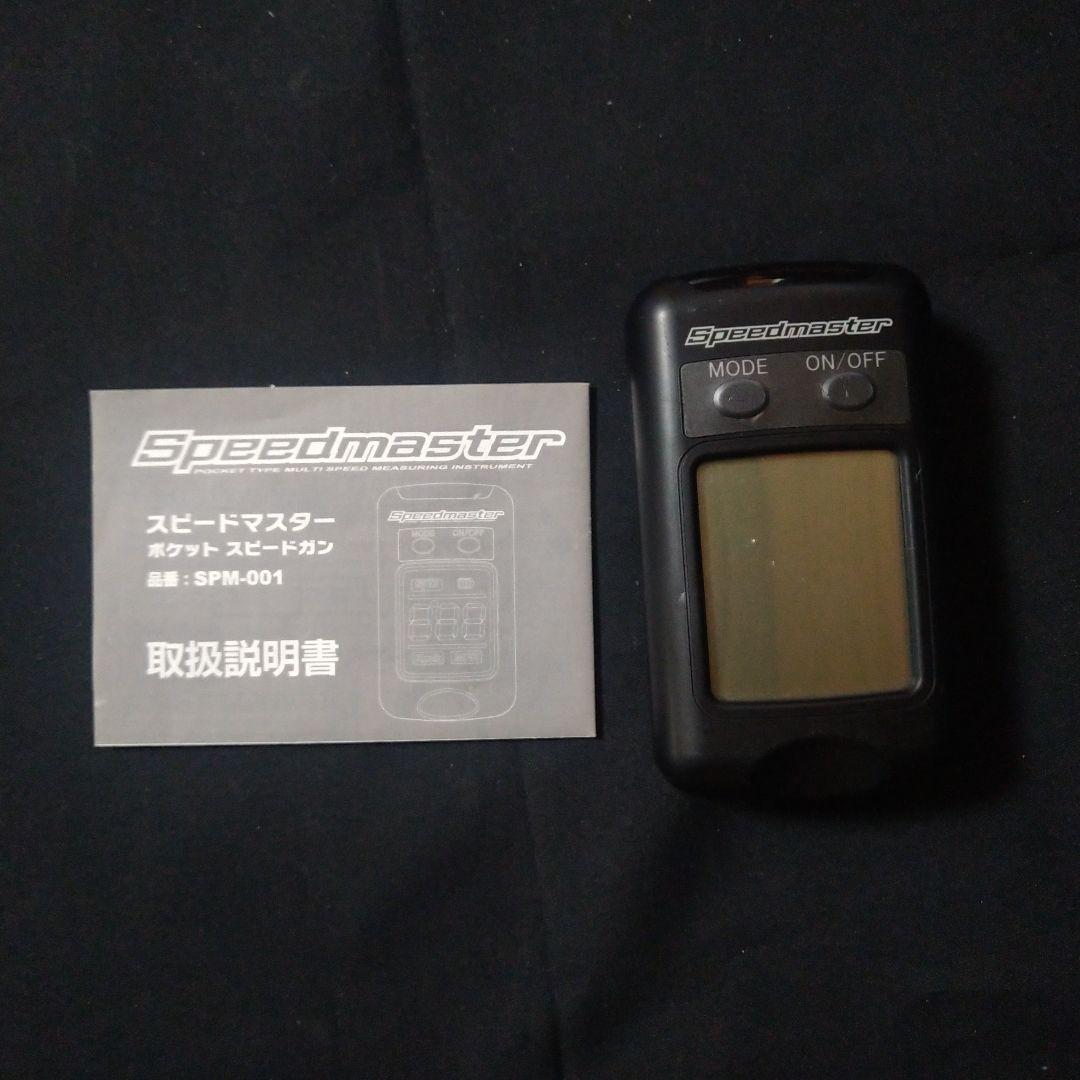 Speedmaster
POCKET TYPE MULTI SPEED MEASURING INSTRUMENT
スピードマスター
ポケット スピードガン
品番：SPM-001
取扱説明書
Speedmaster
MODE ON/OFF
Speedmaster
MODE ON/OFF